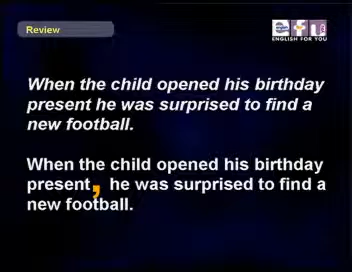 Review
efl
ENGLISH FOR YOU
When the child opened his birthday
present he was surprised to find a
new football.
When the child opened his birthday
present, he was surprised to find a
new football.